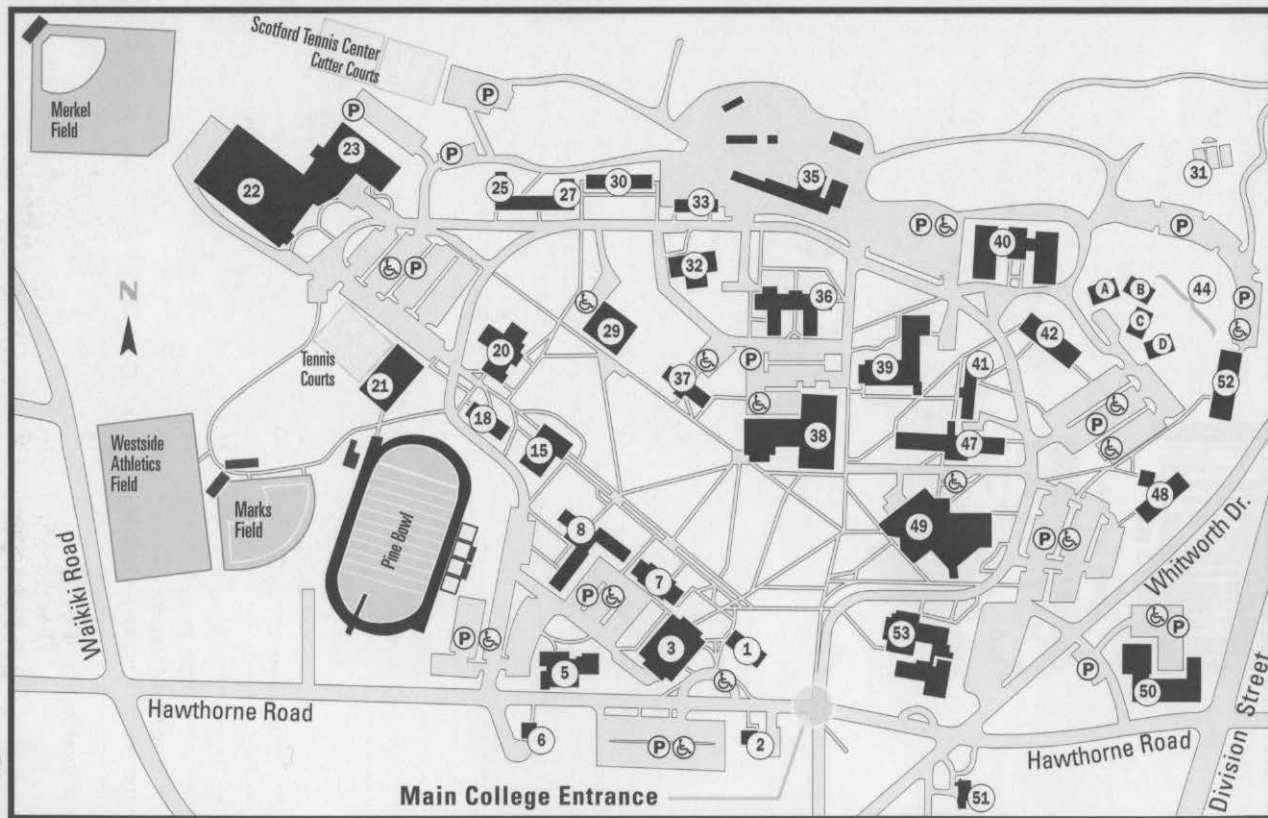 Scotford Tennis Center
Cutter Courts
Merkel
Field
P
P
P
23
22
25
27
30
33
35
31
P
P
40
N
P
32
36
A
B
44
C
D
P
29
20
Tennis
Courts
21
37
P
39
42
41
52
18
15
38
47
P
Westside
Athletics
Field
Marks
Field
Pine Bowl
8
49
48
P
7
P
Whitworth Dr.
Waikiki Road
P
3
1
53
P
P
5
50
Hawthorne Road
6
P
2
Hawthorne Road
Division Street
Main College Entrance
51